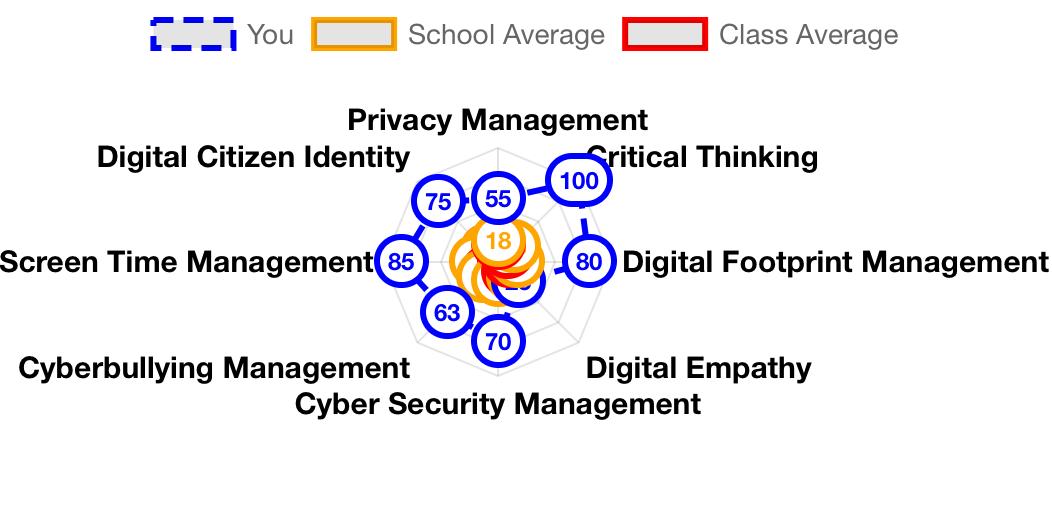 You School Average Class Average
Privacy Management
Digital Citizen Identity
Critical Thinking
100
75
55
18
Screen Time Management
85
80
Digital Footprint Management
63
70
Cyberbullying Management
Digital Empathy
Cyber Security Management